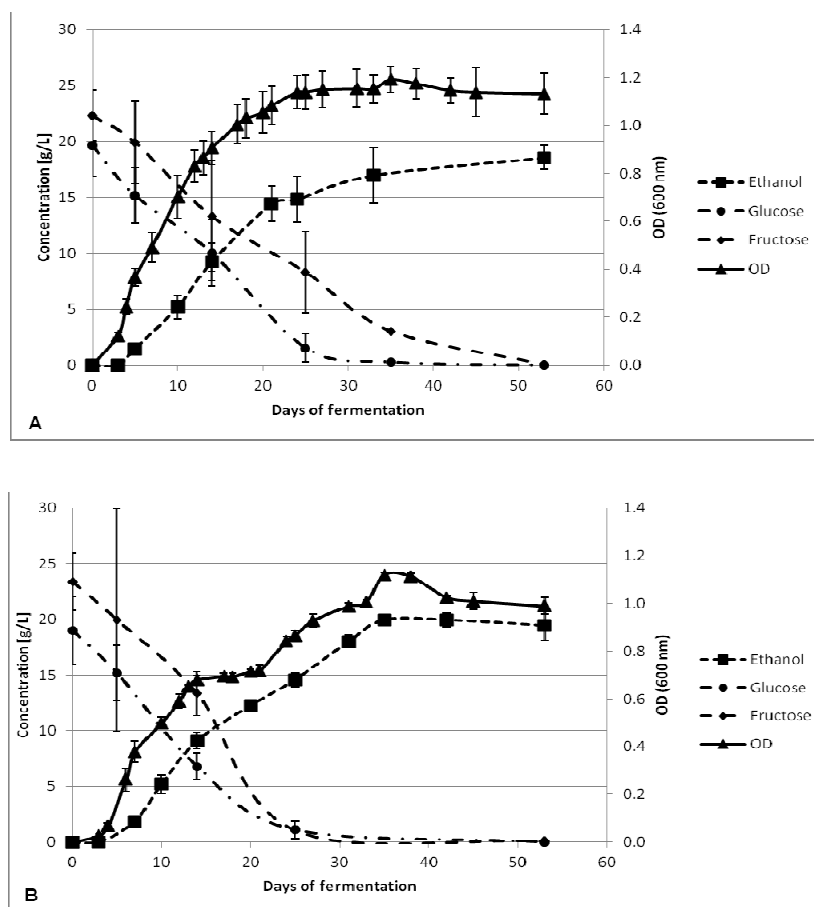 30
25
20
15
10
5
0
Concentration [g/L]
1.4
1.2
1.0
0.8
0.6
0.4
0.2
0.0
OD (600 nm)
0 10 20 30 40 50 60
Days of fermentation
Ethanol
Glucose
Fructose
OD
A
30
25
20
15
10
5
0
Concentration [g/L]
1.4
1.2
1.0
0.8
0.6
0.4
0.2
0.0
OD (600 nm)
0 10 20 30 40 50 60
Days of fermentation
Ethanol
Glucose
Fructose
OD
B